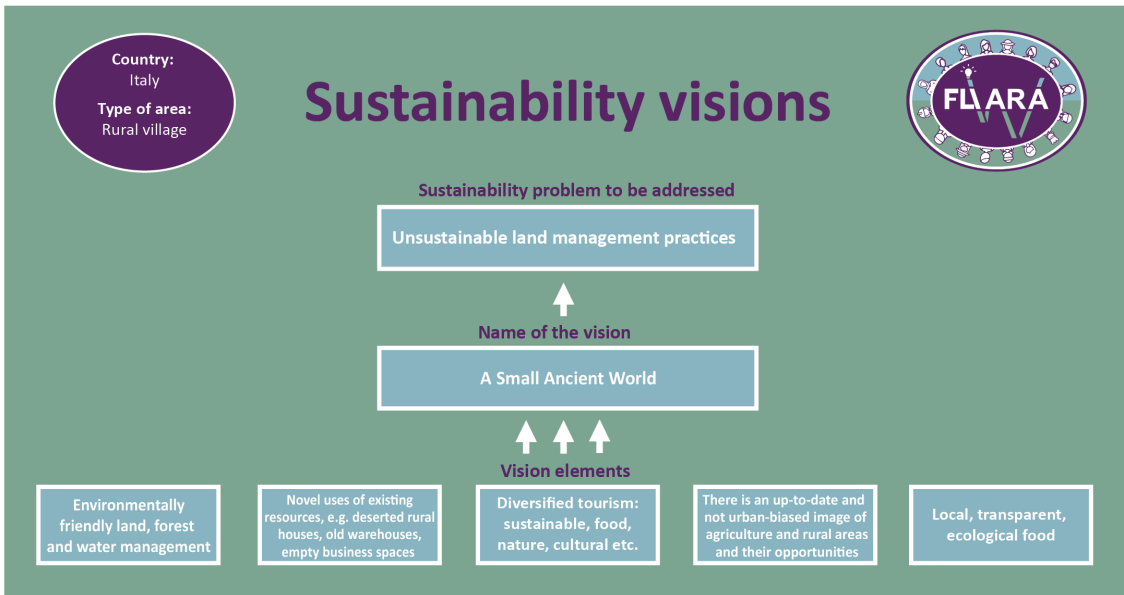 Country:
Italy
Type of area:
Rural village
Sustainability visions
FLIARA
Sustainability problem to be addressed
Unsustainable land management practices
Name of the vision
A Small Ancient World
Vision elements
Environmentally
friendly land, forest
and water management
Novel uses of existing
resources, e.g. deserted rural
houses, old warehouses,
empty business spaces
Diversified tourism:
sustainable, food,
nature, cultural etc.
There is an up-to-date and
not urban-biased image of
agriculture and rural areas
and their opportunities
Local, transparent,
ecological food